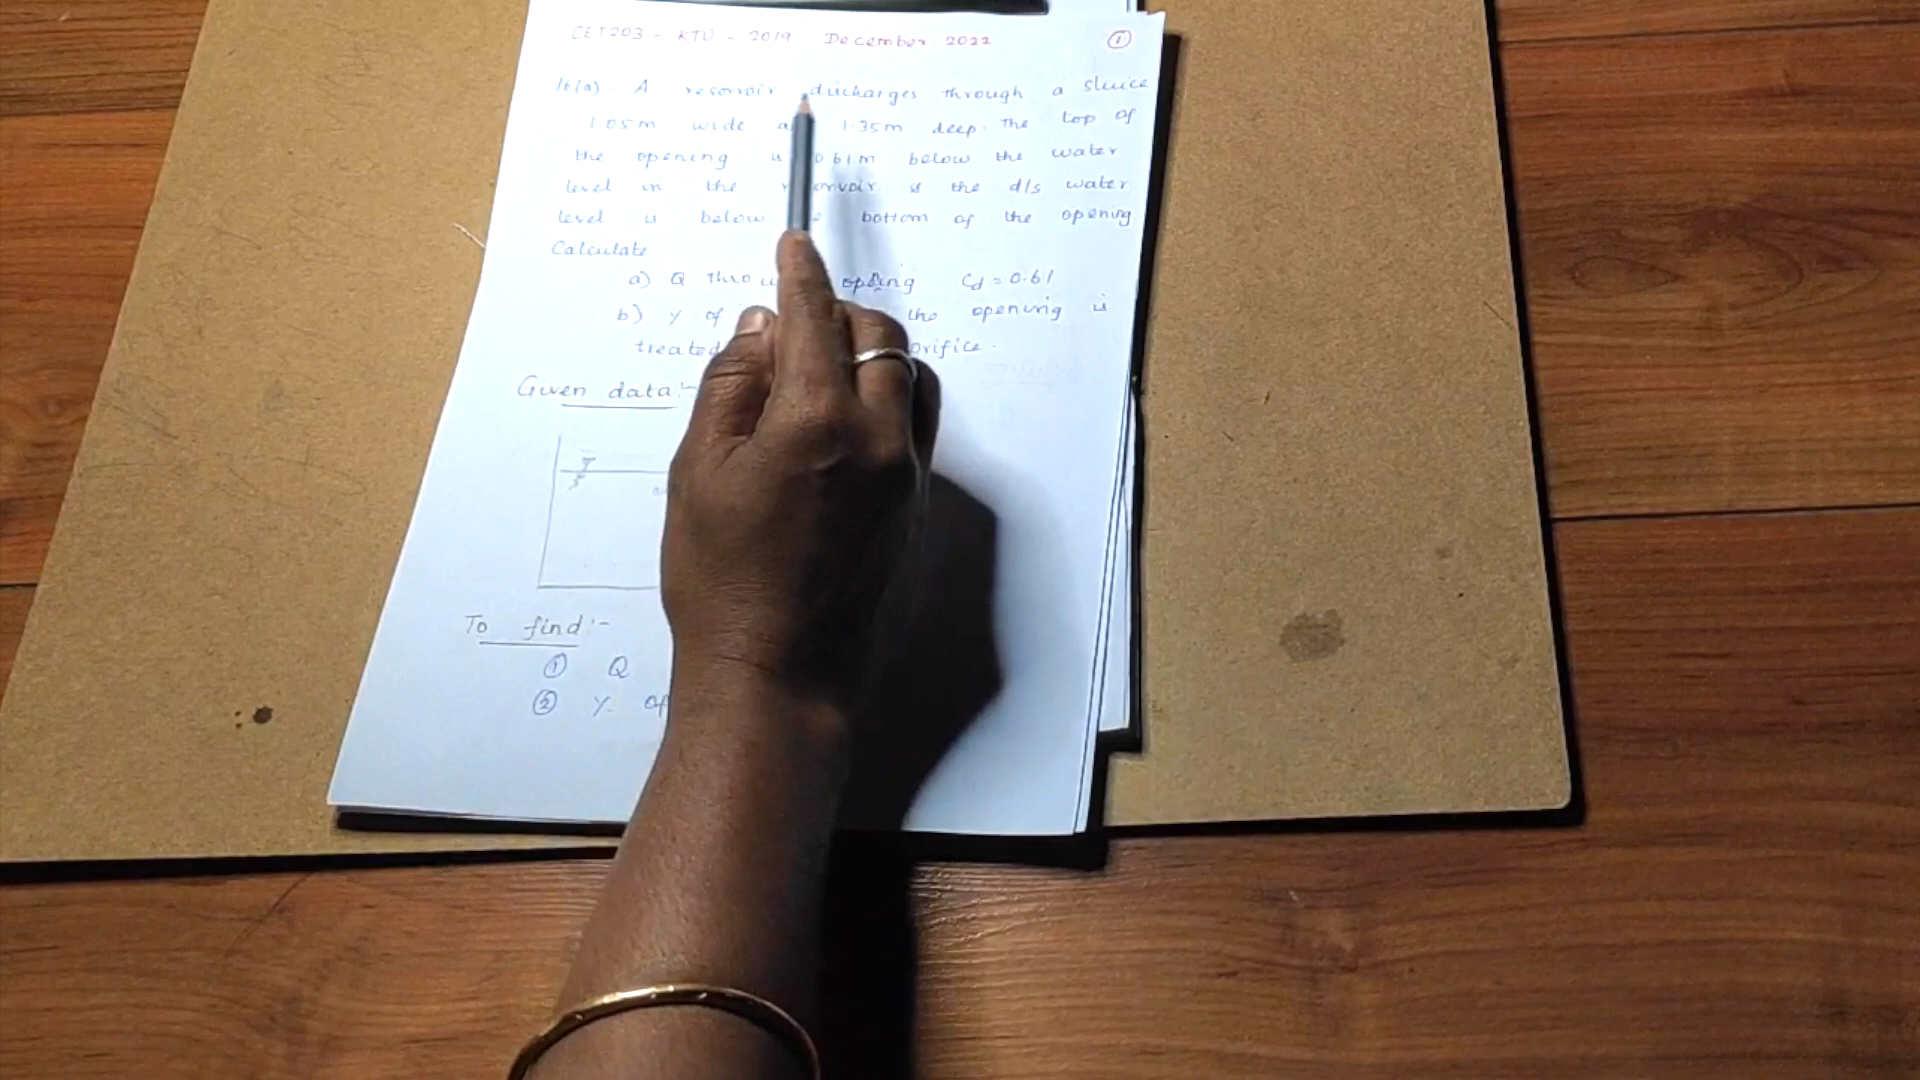 CET203 - KTU - 2019 December 2022 ①
16(a). A reservoir discharges through a sluice
1.05m wide 1.35m deep. The top of
the opening is 0.61m below the water
level in the is the d/s water
level is below bottom of the opening
Calculate
a) Q opening Cd = 0.61
b) % of the opening is
treated orifice.
Given data:-
To find:-
① Q
② % of